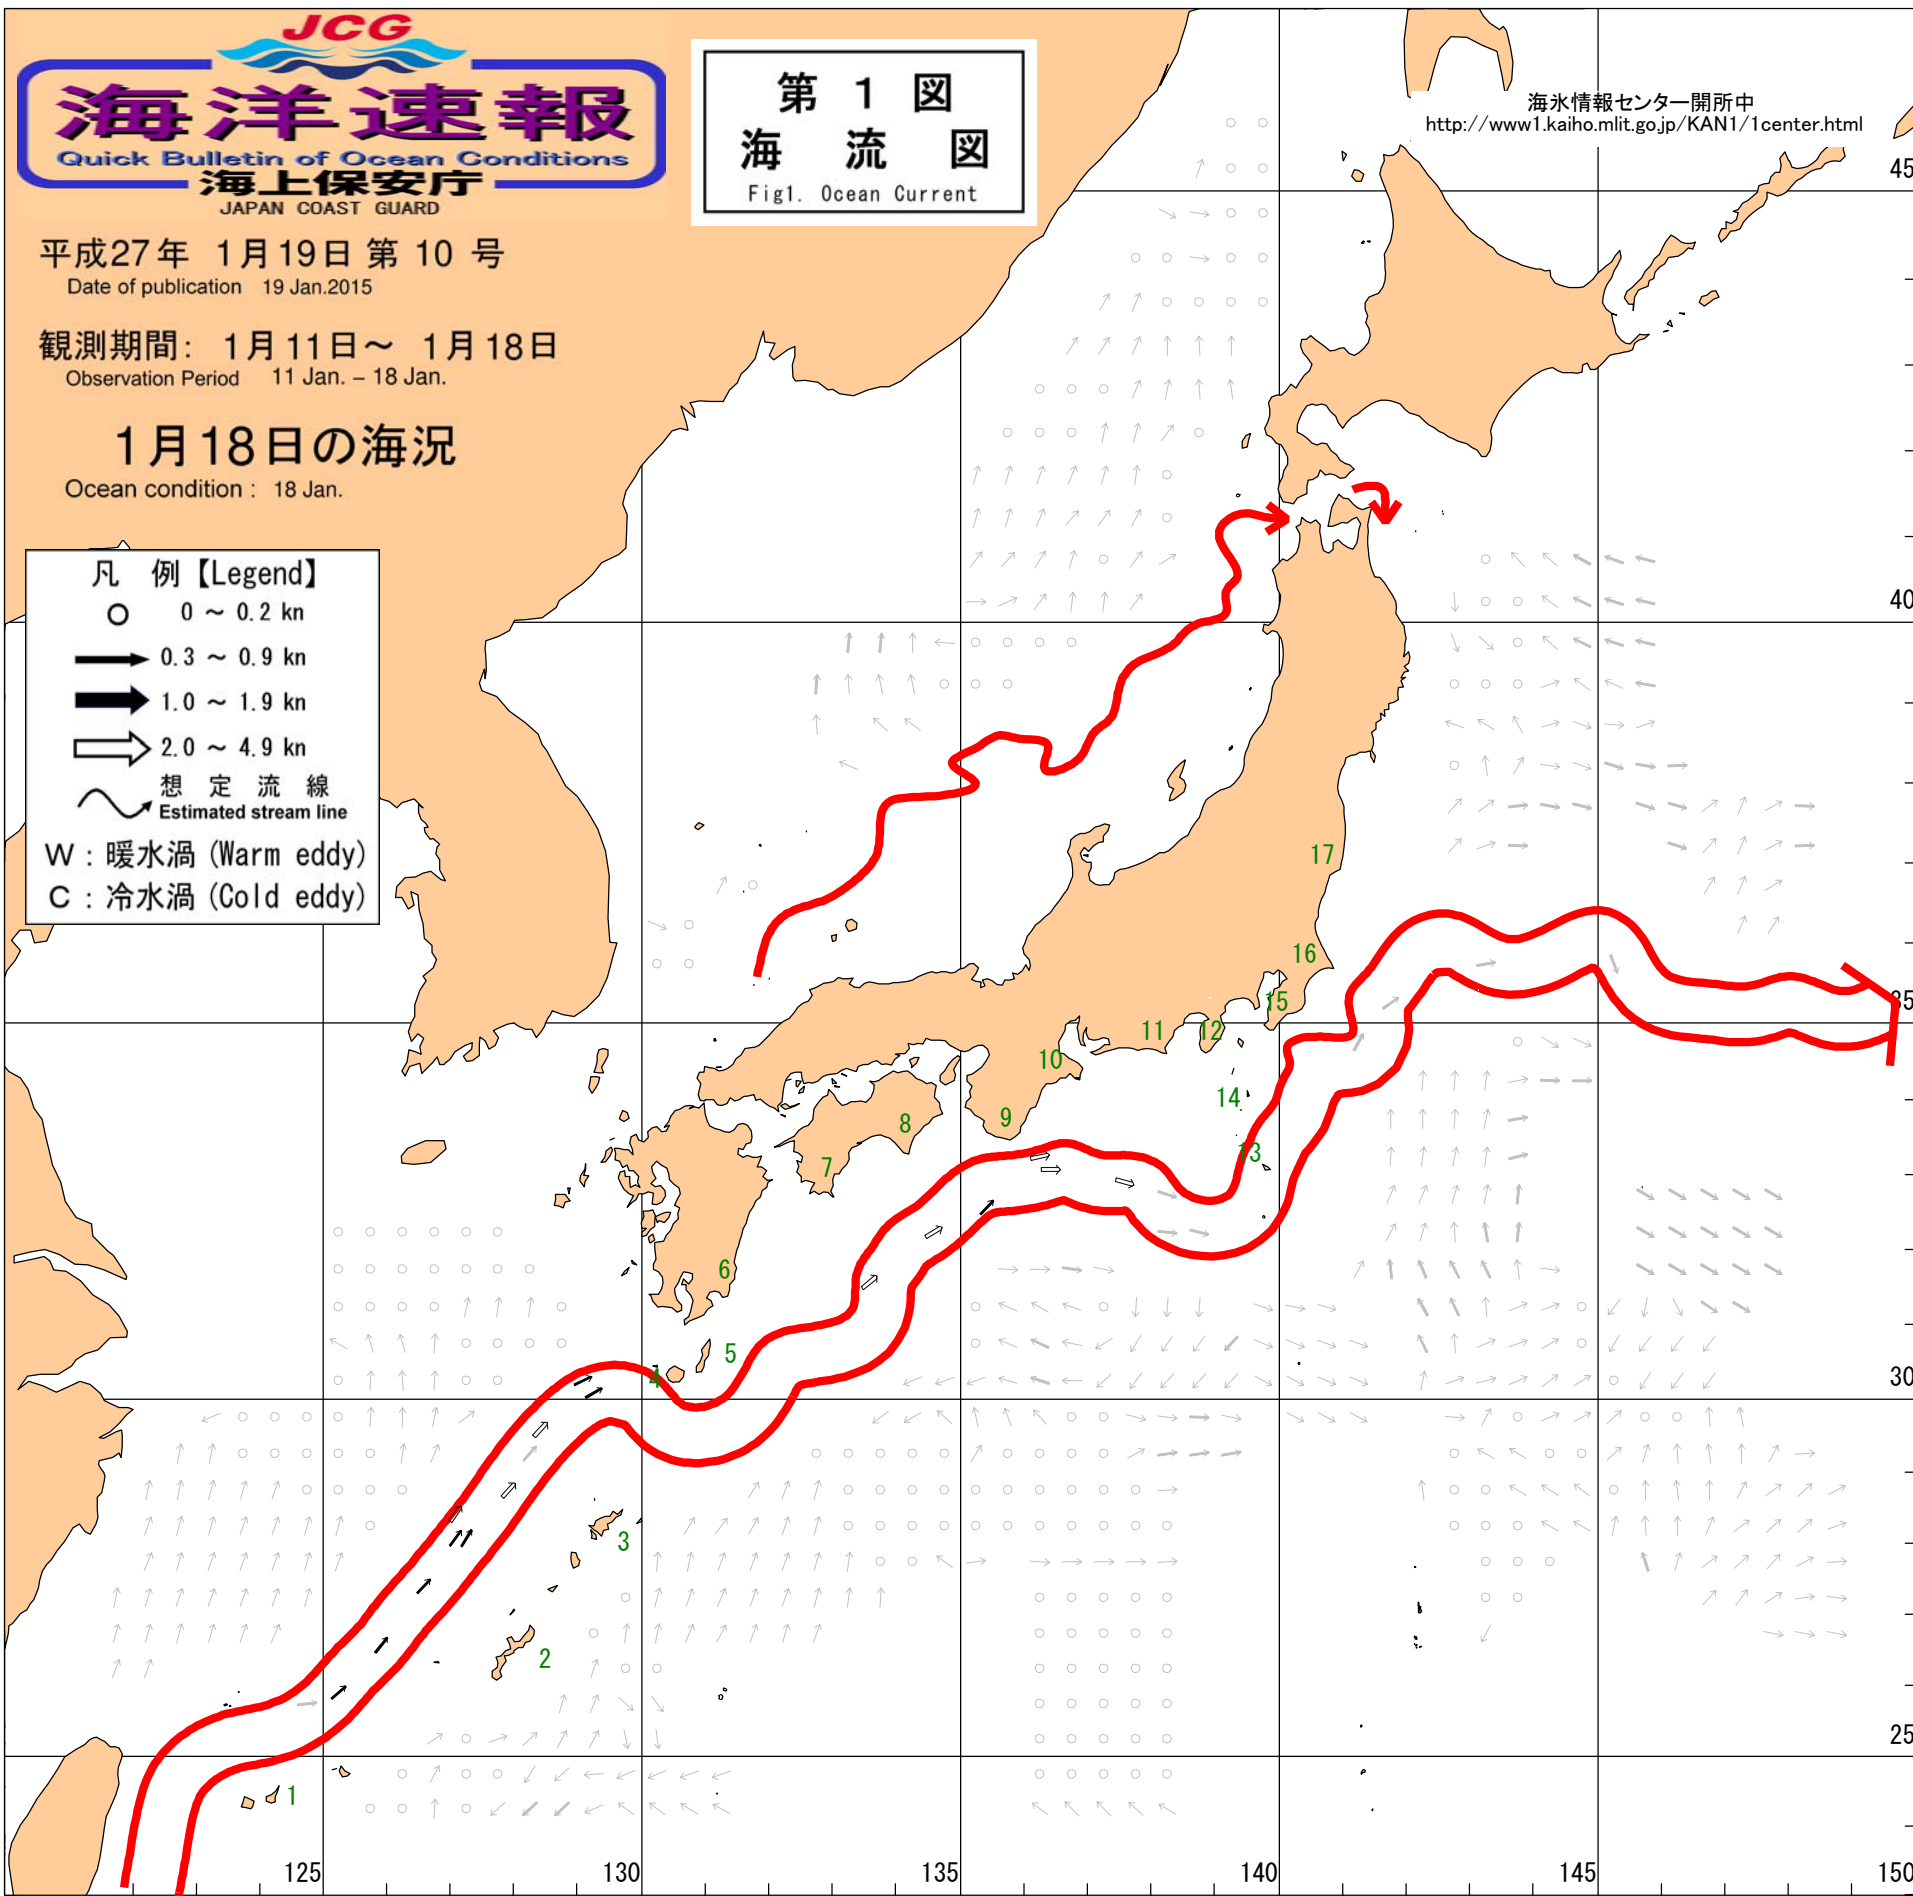 JCG
海洋速報
Quick Bulletin of Ocean Conditions
海上保安庁
JAPAN COAST GUARD
第 1 図
海 流 図
Fig1. Ocean Current
海氷情報センター開所中
http://www1.kaiho.mlit.go.jp/KAN1/1center.html
平成27年 1月19日 第 10 号
Date of publication 19 Jan.2015
観測期間: 1月11日～ 1月18日
Observation Period 11 Jan. – 18 Jan.
1月18日の海況
Ocean condition : 18 Jan.
凡 例【Legend】
0 ～ 0.2 kn
0.3 ～ 0.9 kn
1.0 ～ 1.9 kn
2.0 ～ 4.9 kn
想 定 流 線
Estimated stream line
W : 暖水渦 (Warm eddy)
C : 冷水渦 (Cold eddy)
45
40
35
30
25
17
16
15
11
12
10
14
9
8
13
7
6
5
4
3
2
1
125
130
135
140
145
150